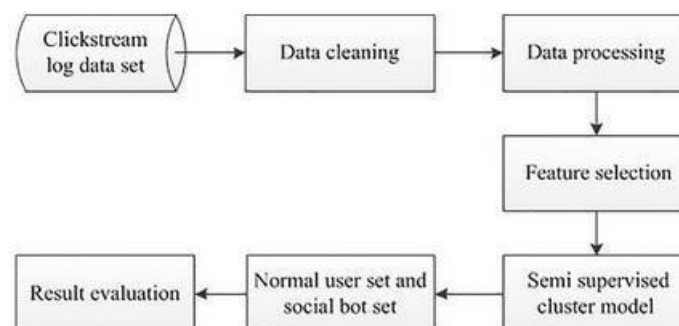 Clickstream
log data set
Data cleaning
Data processing
Feature selection
Semi supervised
cluster model
Normal user set and
social bot set
Result evaluation